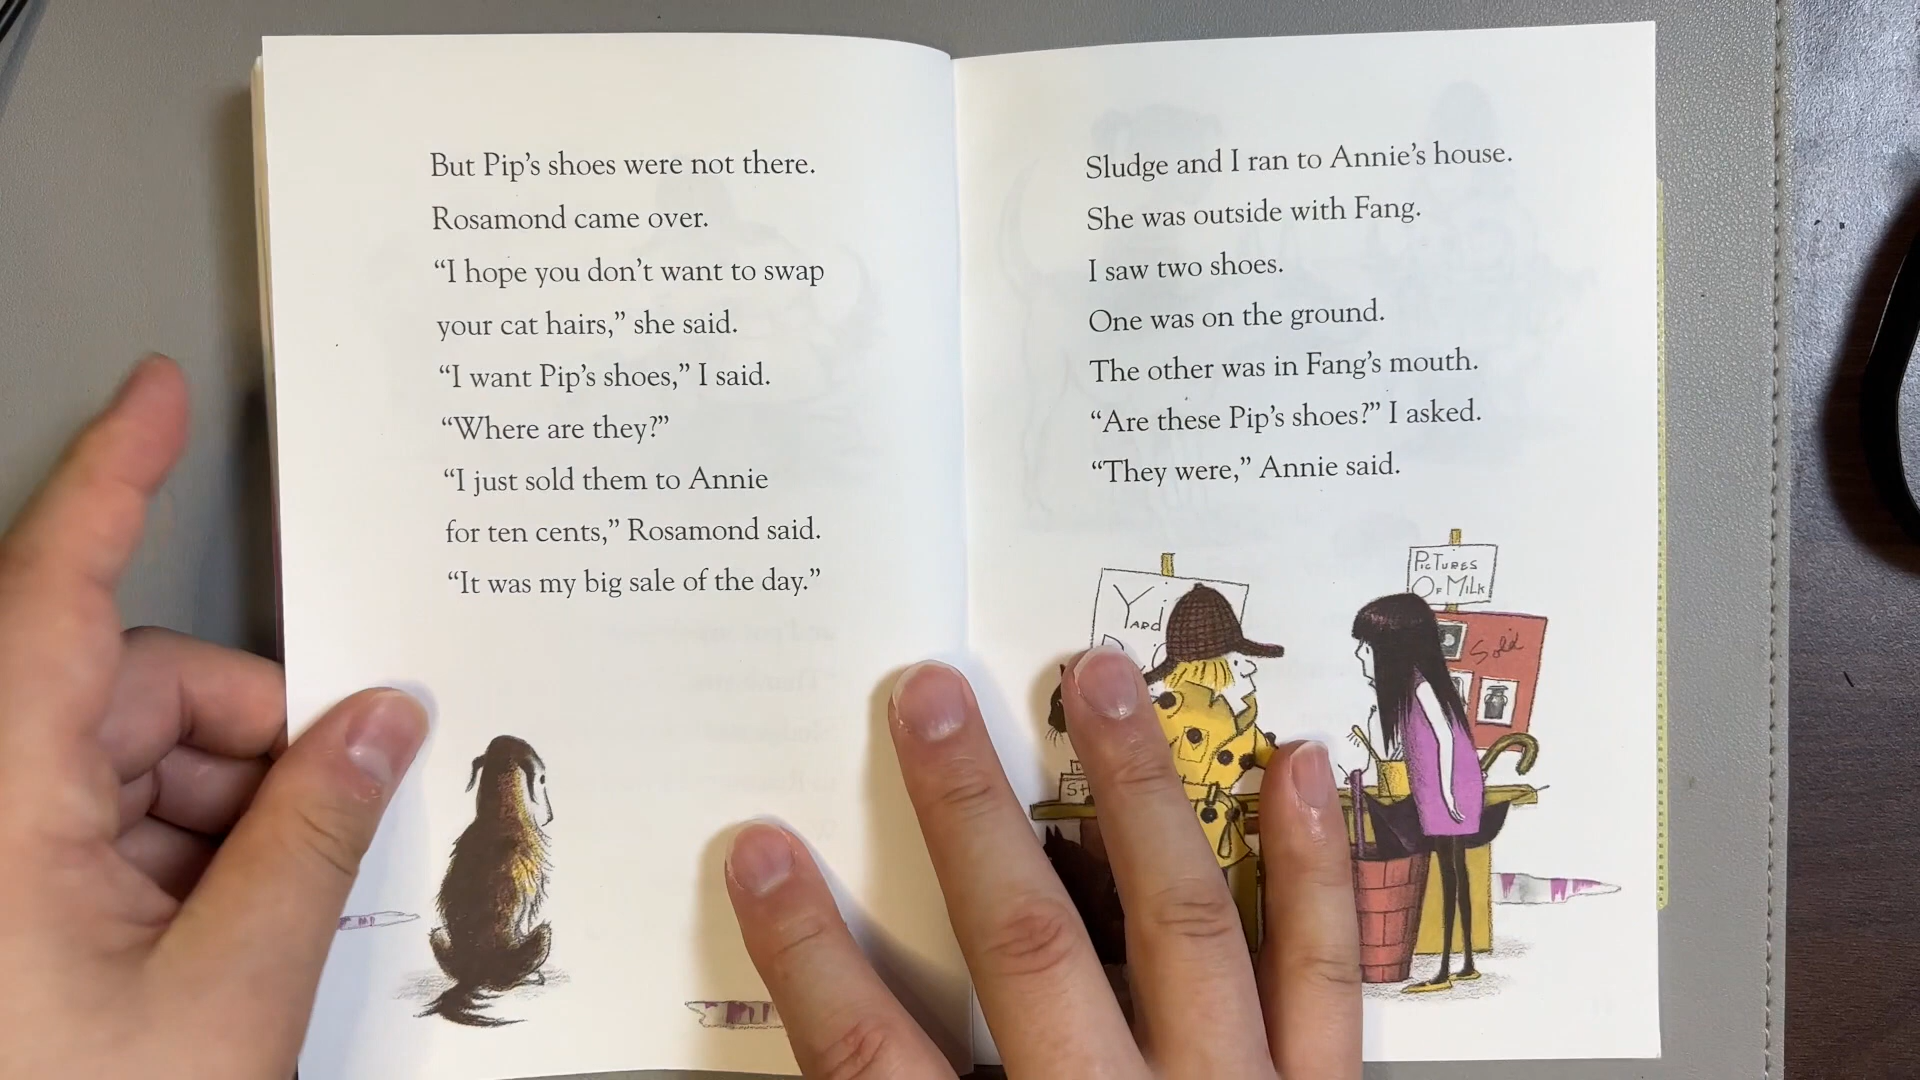 But Pip's shoes were not there.
Rosamond came over.
“I hope you don't want to swap
your cat hairs,” she said.
“I want Pip's shoes,” I said.
“Where are they?”
“I just sold them to Annie
for ten cents,” Rosamond said.
“It was my big sale of the day.”
Sludge and I ran to Annie's house.
She was outside with Fang.
I saw two shoes.
One was on the ground.
The other was in Fang's mouth.
“Are these Pip's shoes?” I asked.
“They were,” Annie said.
PICTURES
OF MILK
YARD
Sold